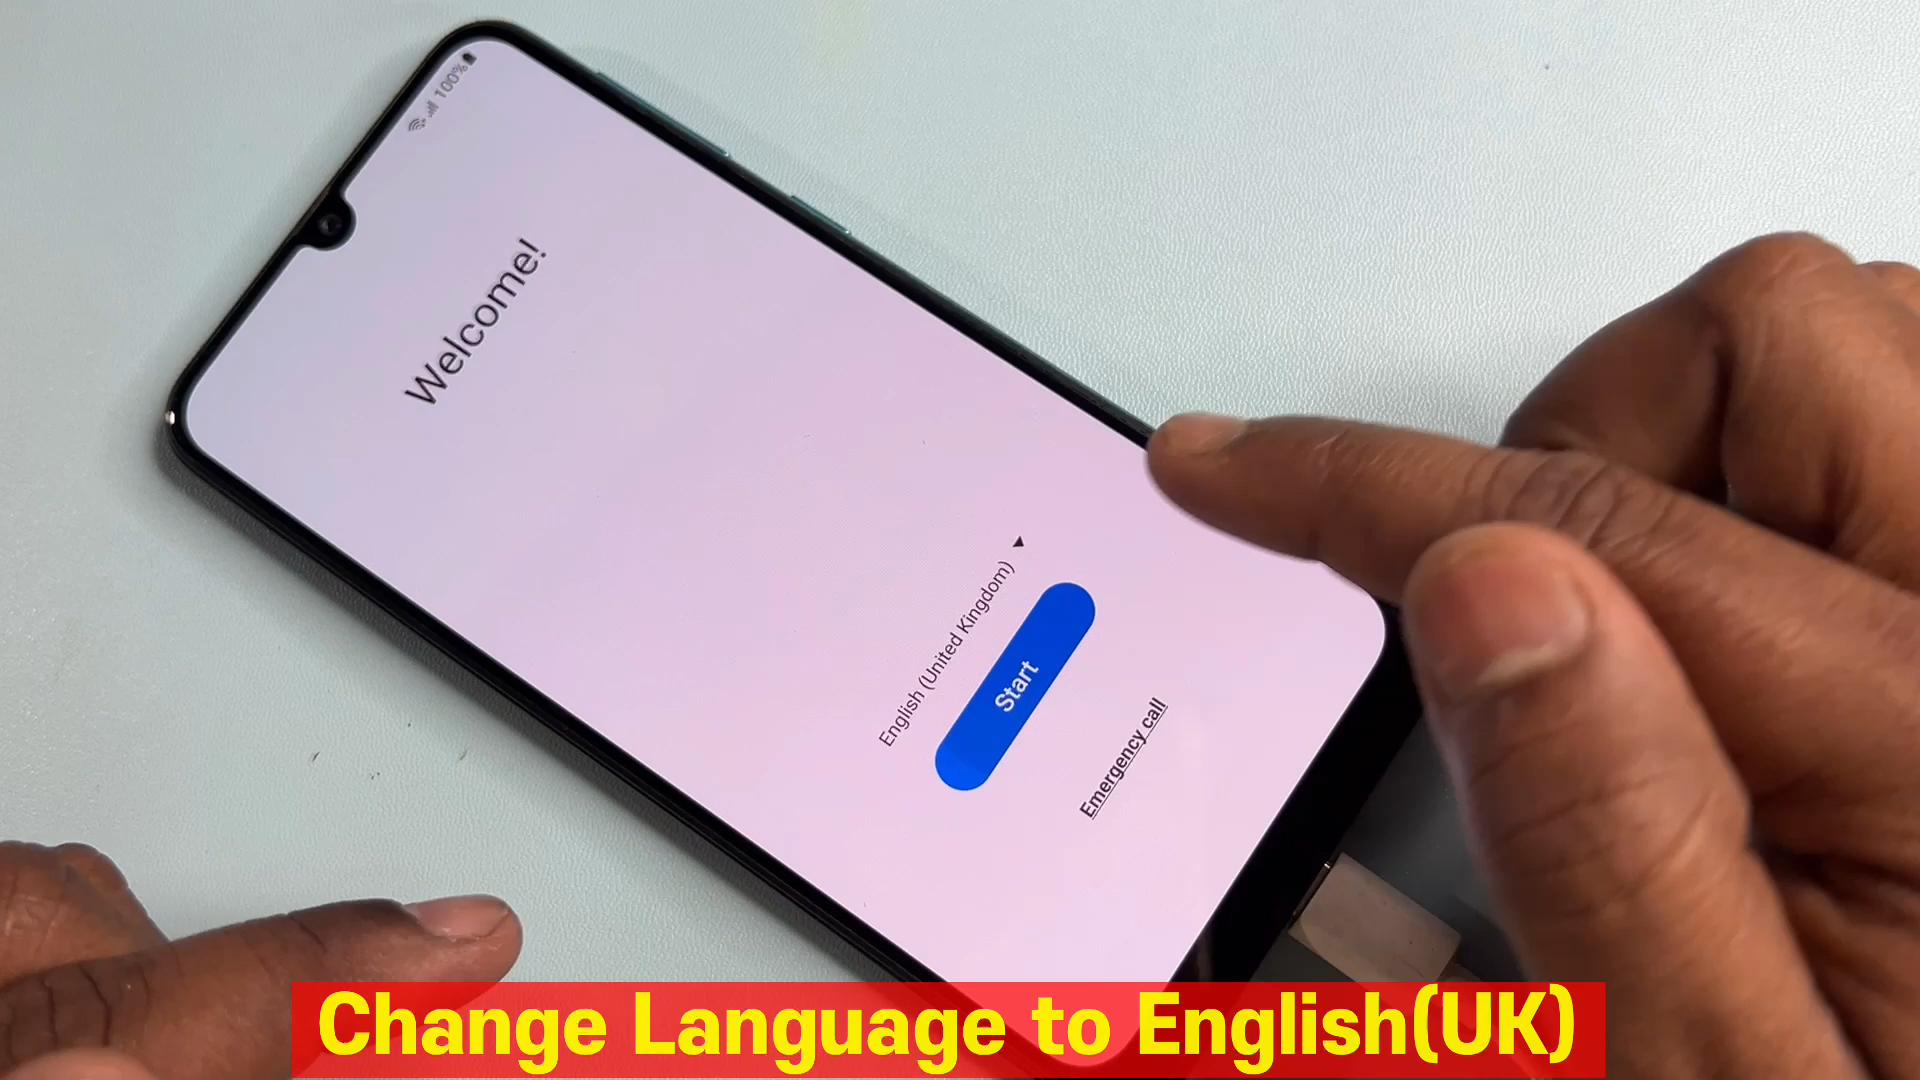 100%
Welcome!
English (United Kingdom)
Start
Emergency call
Change Language to English(UK)